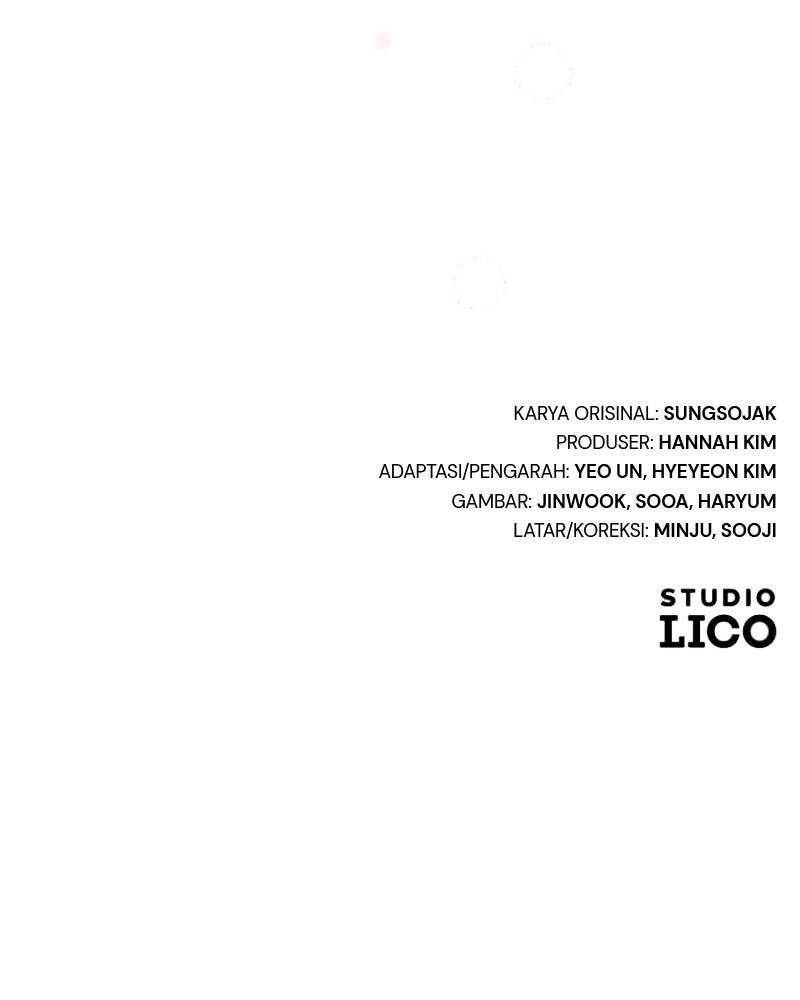 KARYA ORISINAL: SUNGSOJAK
PRODUSER: HANNAH KIM
ADAPTASI/PENGARAH: YEO UN, HYEYEON KIM
GAMBAR: JINWOOK, SOOA, HARYUM
LATAR/KOREKSI: MINJU, SOOJI
STUDIO
LICO